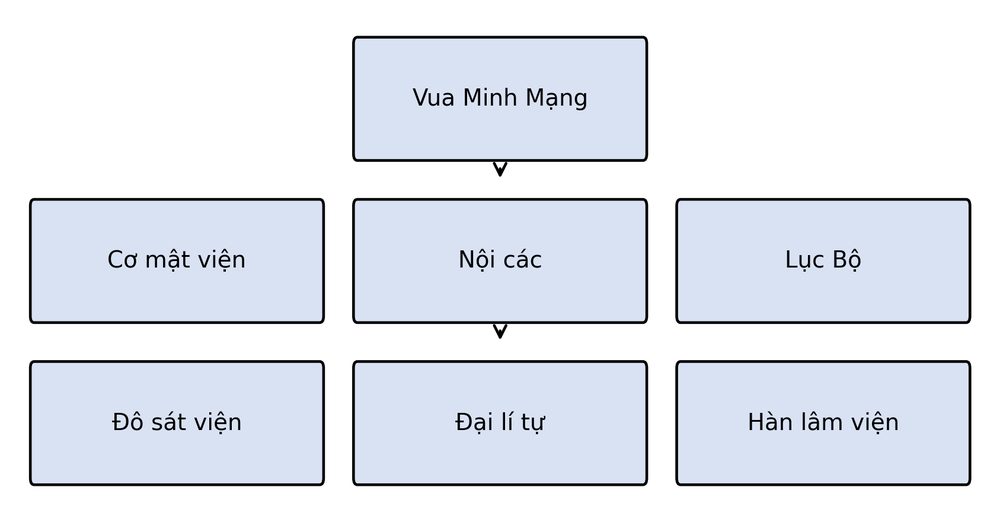 Vua Minh Mạng
Cơ mật viện
Nội các
Lục Bộ
Đô sát viện
Đại lí tự
Hàn lâm viện